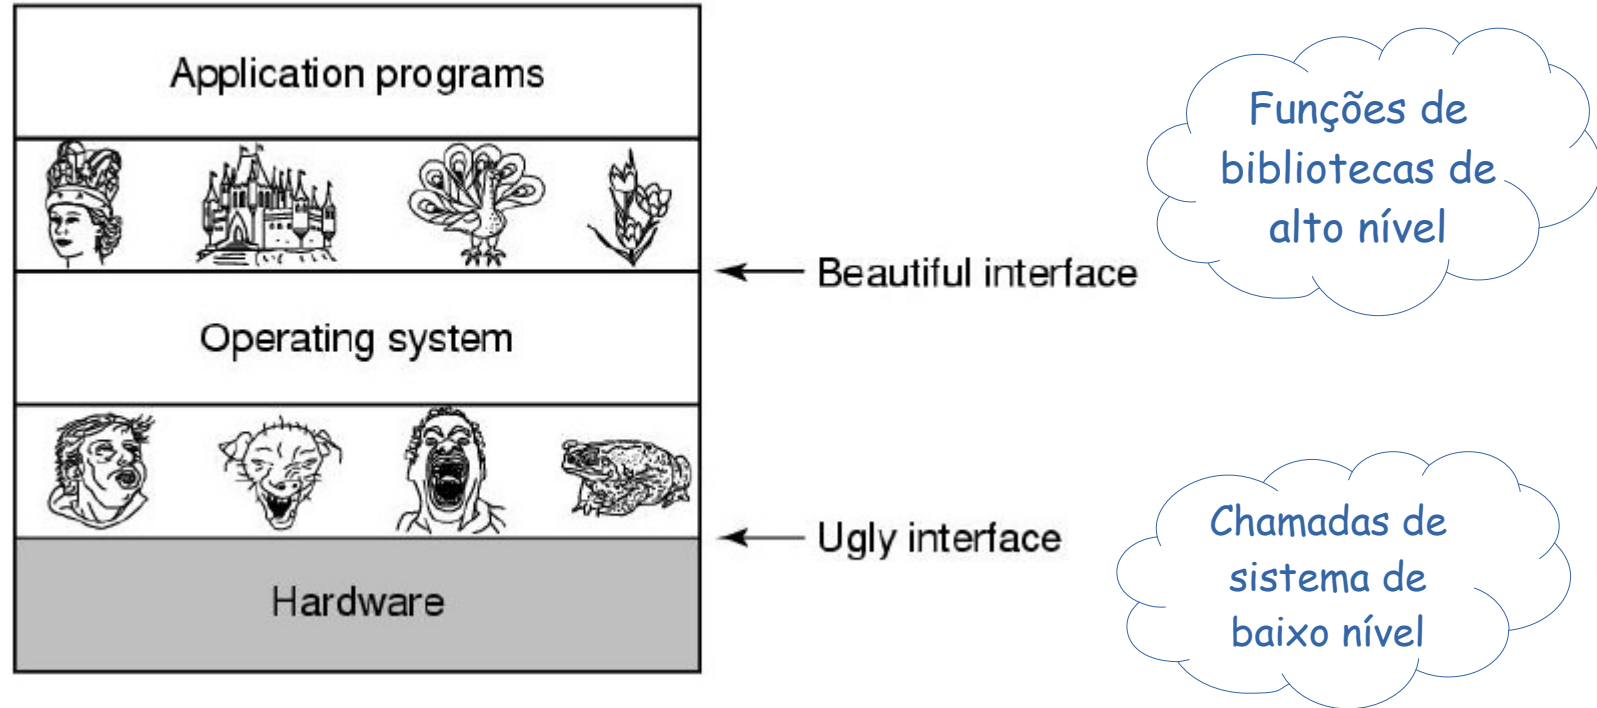 Application programs
Funções de
bibliotecas de
alto nível
Beautiful interface
Operating system
Ugly interface
Chamadas de
sistema de
baixo nível
Hardware